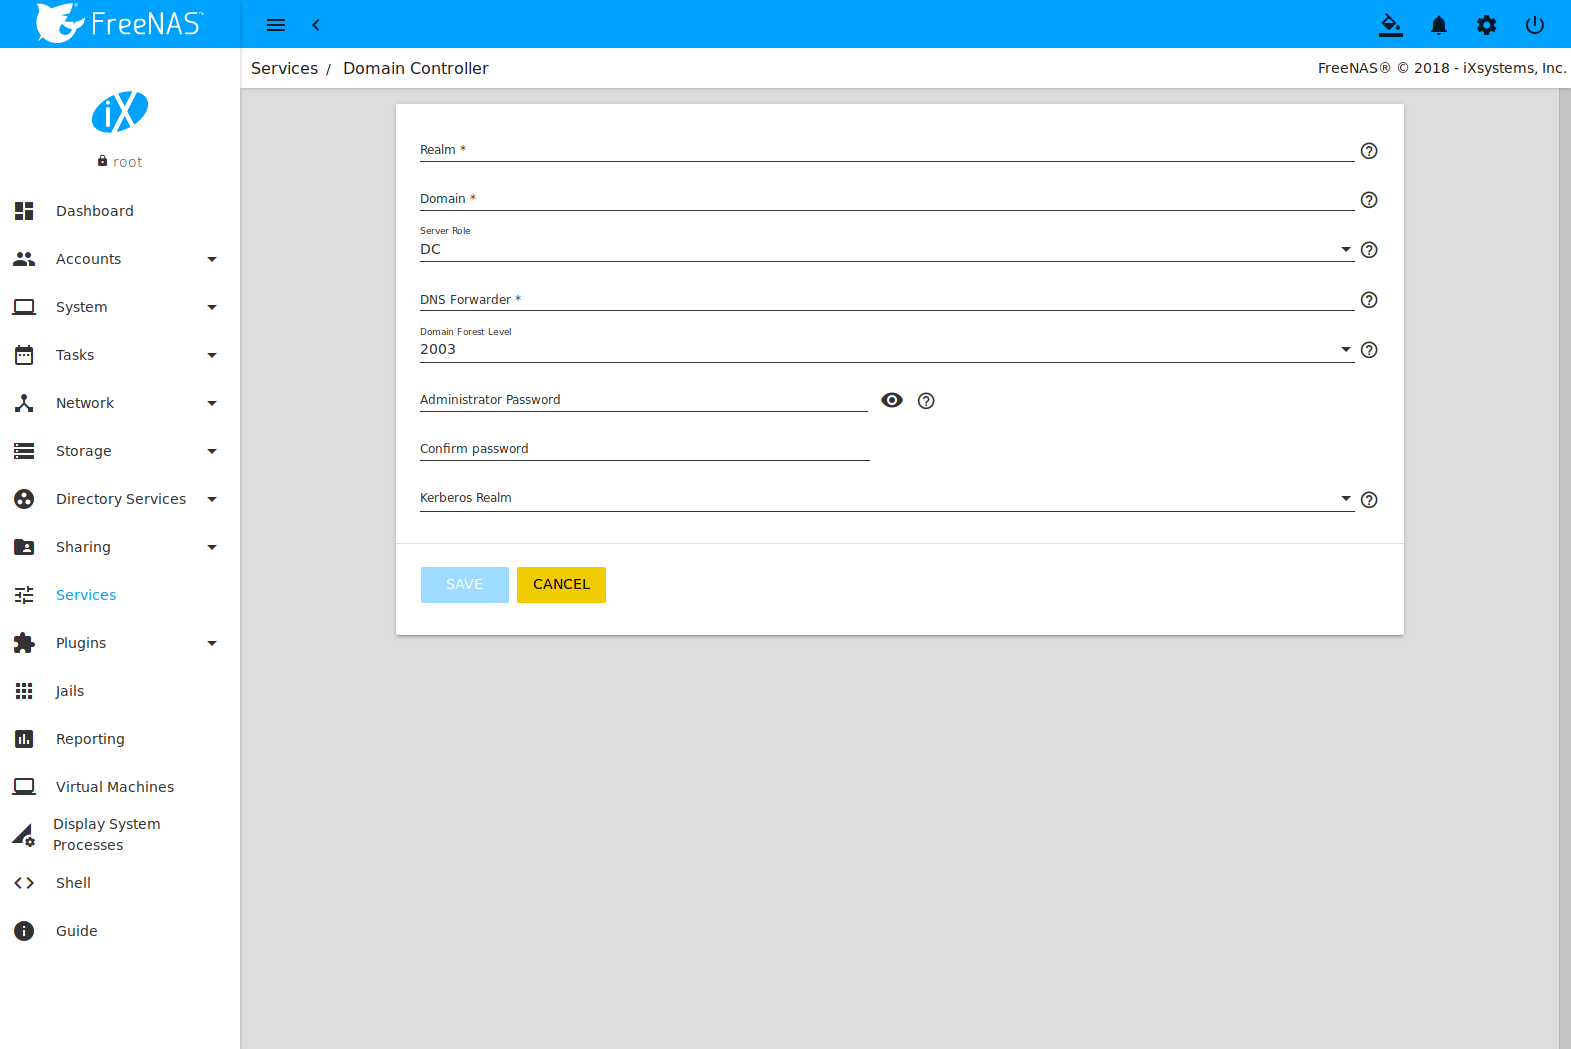 FreeNAS™
Services / Domain Controller
FreeNAS® © 2018 - iXsystems, Inc.
iX
root
Dashboard
Accounts
System
Tasks
Network
Storage
Directory Services
Sharing
Services
Plugins
Jails
Reporting
Virtual Machines
Display System
Processes
Shell
Guide
Realm *
Domain *
Server Role
DC
DNS Forwarder *
Domain Forest Level
2003
Administrator Password
Confirm password
Kerberos Realm
SAVE CANCEL